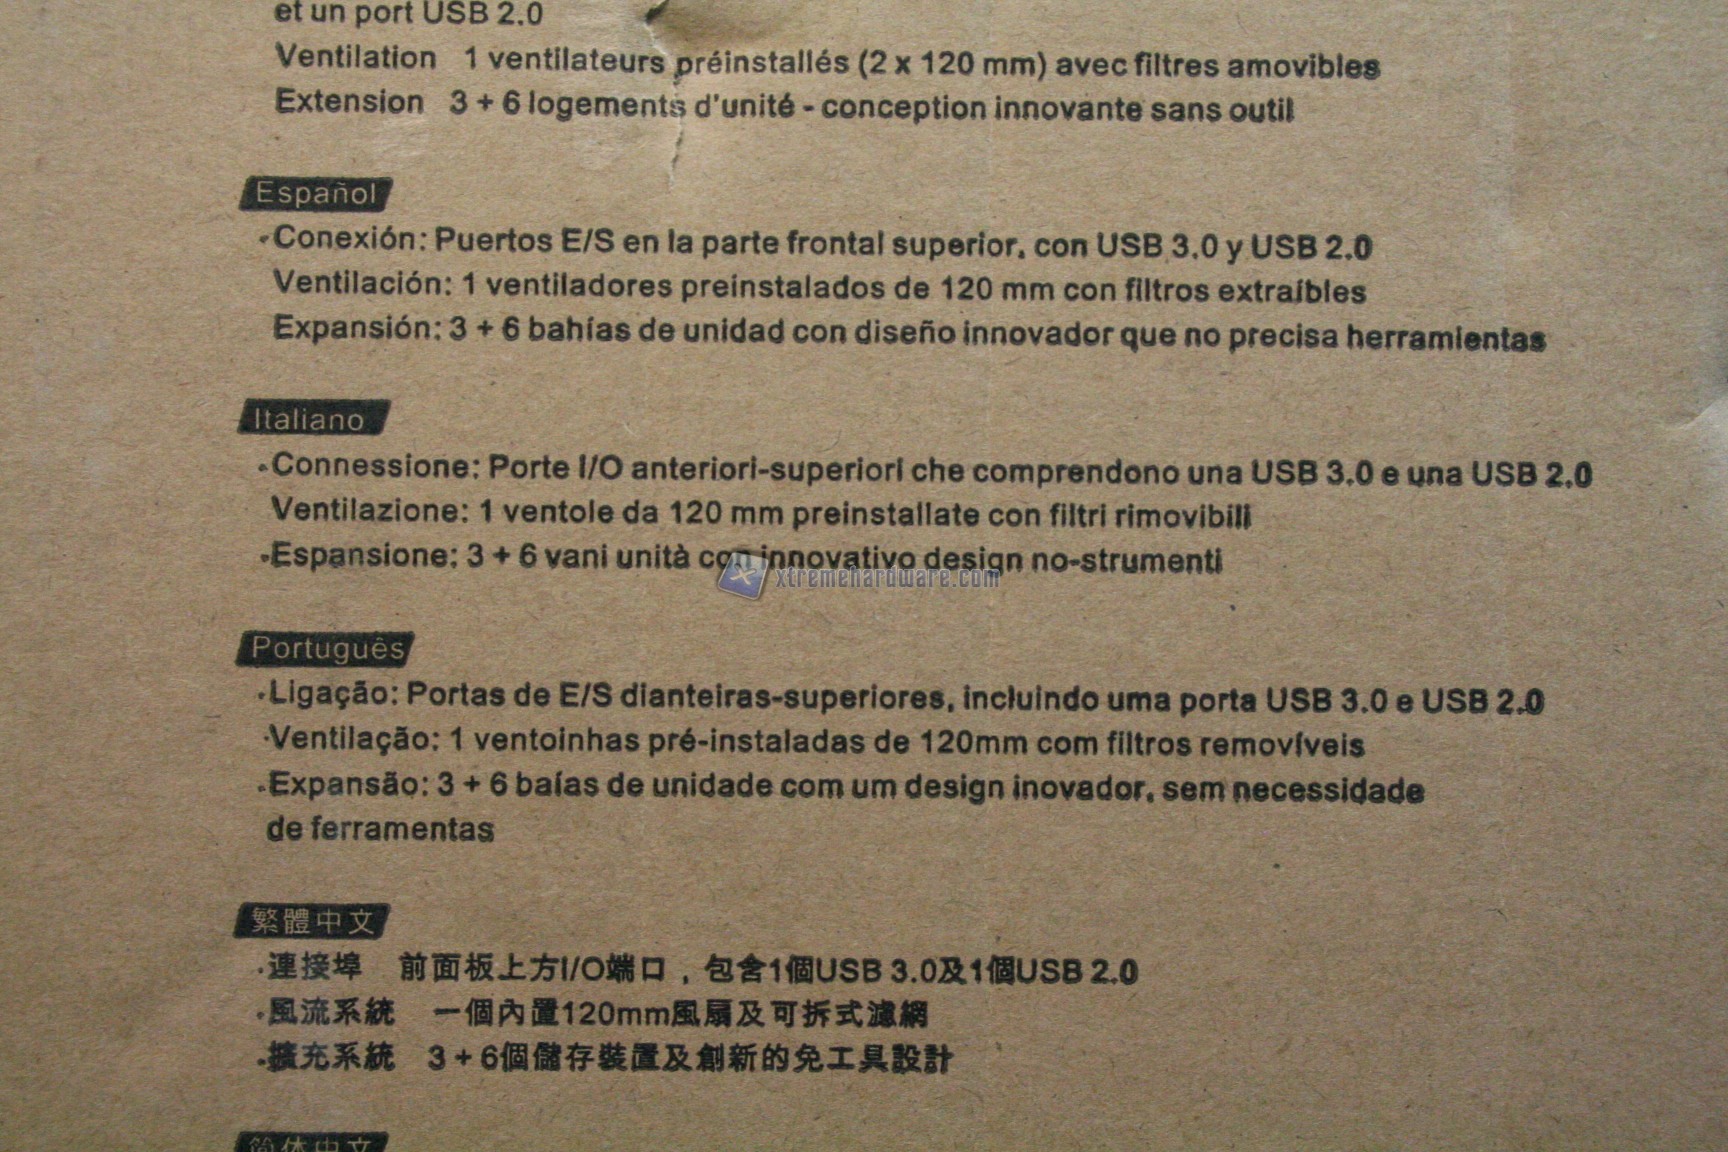 et un port USB 2.0
Ventilation 1 ventilateurs préinstallés (2 x 120 mm) avec filtres amovibles
Extension 3 + 6 logements d'unité - conception innovante sans outil
Español
·Conexión: Puertos E/S en la parte frontal superior, con USB 3.0 y USB 2.0
Ventilación: 1 ventiladores preinstalados de 120 mm con filtros extraíbles
Expansión: 3 + 6 bahías de unidad con diseño innovador que no precisa herramientas
Italiano
·Connessione: Porte I/O anteriori-superiori che comprendono una USB 3.0 e una USB 2.0
Ventilazione: 1 ventole da 120 mm preinstallate con filtri rimovibili
·Espansione: 3 + 6 vani unità con innovativo design no-strumenti
xtremehardware.com
Português
·Ligação: Portas de E/S dianteiras-superiores, incluindo uma porta USB 3.0 e USB 2.0
·Ventilação: 1 ventoinhas pré-instaladas de 120mm com filtros removíveis
·Expansão: 3 + 6 baías de unidade com um design inovador, sem necessidade
de ferramentas
繁體中文
·連接埠 前面板上方I/O端口，包含1個USB 3.0及1個USB 2.0
·風流系統 一個內置120mm風扇及可拆式濾網
·擴充系統 3 + 6個儲存裝置及創新的免工具設計
简体中文